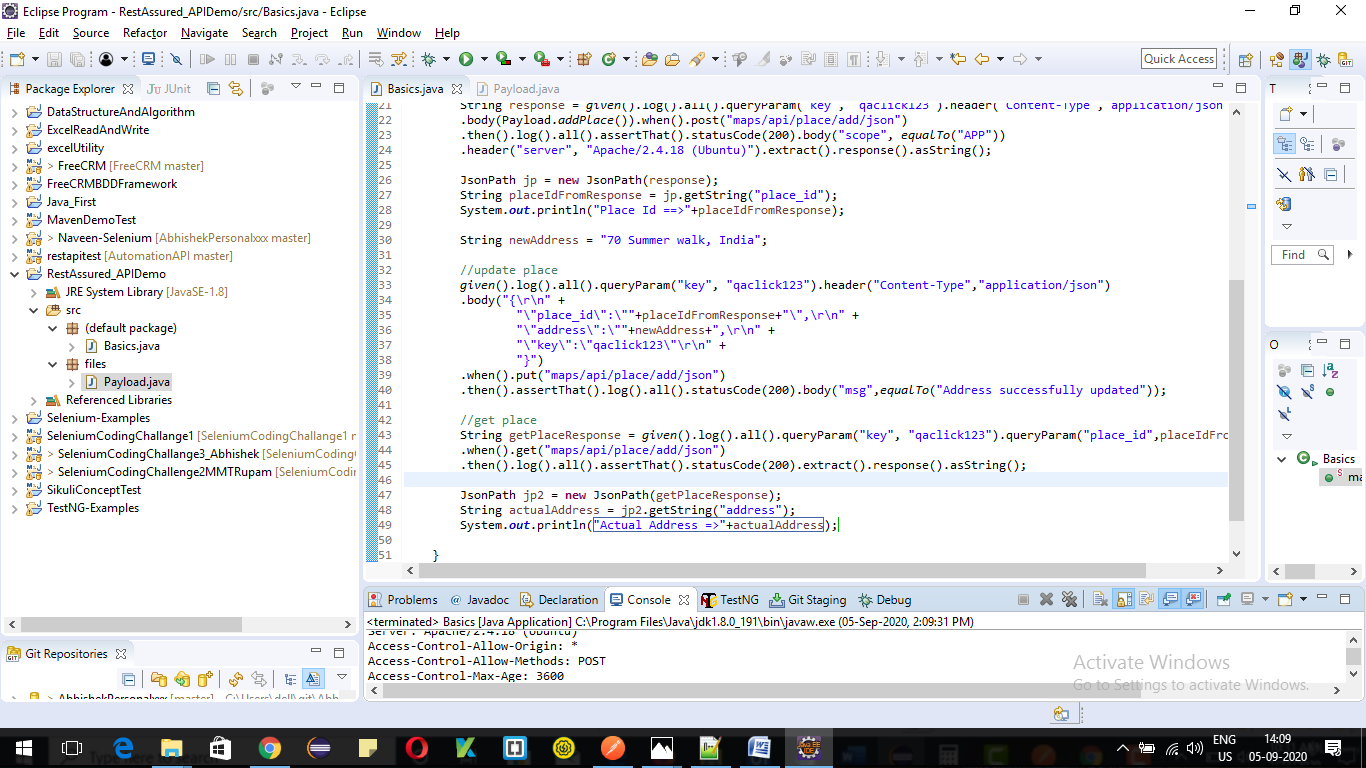 Eclipse Program - RestAssured_APIDemo/src/Basics.java - Eclipse
File Edit Source Refactor Navigate Search Project Run Window Help
Quick Access
Package Explorer
JUnit
DataStructureAndAlgorithm
ExcelReadAndWrite
excelUtility
> FreeCRM [FreeCRM master]
FreeCRMBDDFramework
Java_First
MavenDemoTest
> Naveen-Selenium [AbhishekPersonalxxx master]
restapitest [AutomationAPI master]
RestAssured_APIDemo
JRE System Library [JavaSE-1.8]
src
(default package)
Basics.java
files
Payload.java
Referenced Libraries
Selenium-Examples
SeleniumCodingChallange1 [SeleniumCodingChallange1 r
> SeleniumCodingChallange3_Abhishek [SeleniumCoding
> SeleniumCodingChallenge2MMTRupam [SeleniumCodir
SikuliConceptTest
TestNG-Examples
Git Repositories
AbhishekPersonalxxx [master] - C:\Users\dell\git\Abh
Basics.java
Payload.java
21 String response = given().log().all().queryParam("key", "qaclick123").header("Content-Type","application/json
22 .body(Payload.addPlace()).when().post("maps/api/place/add/json")
23 .then().log().all().assertThat().statusCode(200).body("scope", equalTo("APP"))
24 .header("server", "Apache/2.4.18 (Ubuntu)").extract().response().asString();
25
26 JsonPath jp = new JsonPath(response);
27 String placeIdFromResponse = jp.getString("place_id");
28 System.out.println("Place Id ==>"+placeIdFromResponse);
29
30 String newAddress = "70 Summer walk, India";
31
32 //update place
33 given().log().all().queryParam("key", "qaclick123").header("Content-Type","application/json")
34 .body("{\r\n" +
35 "\"place_id\":\""+placeIdFromResponse+"\",\r\n" +
36 "\"address\":\""+newAddress+",\r\n" +
37 "\"key\":\"qaclick123\"\r\n" +
38 "}")
39 .when().put("maps/api/place/add/json")
40 .then().assertThat().log().all().statusCode(200).body("msg",equalTo("Address successfully updated"));
41
42 //get place
43 String getPlaceResponse = given().log().all().queryParam("key", "qaclick123").queryParam("place_id",placeIdFrc
44 .when().get("maps/api/place/add/json")
45 .then().log().all().assertThat().statusCode(200).extract().response().asString();
46
47 JsonPath jp2 = new JsonPath(getPlaceResponse);
48 String actualAddress = jp2.getString("address");
49 System.out.println("Actual Address =>"+actualAddress);
50
51 }
T
Find
O
Basics
ma
Problems @ Javadoc Declaration Console TestNG Git Staging Debug
<terminated> Basics [Java Application] C:\Program Files\Java\jdk1.8.0_191\bin\javaw.exe (05-Sep-2020, 2:09:31 PM)
Server: Apache/2.4.18 (Ubuntu)
Access-Control-Allow-Origin: *
Access-Control-Allow-Methods: POST
Access-Control-Max-Age: 3600
Activate Windows
Go to Settings to activate Windows.
ENG
US
14:09
05-09-2020